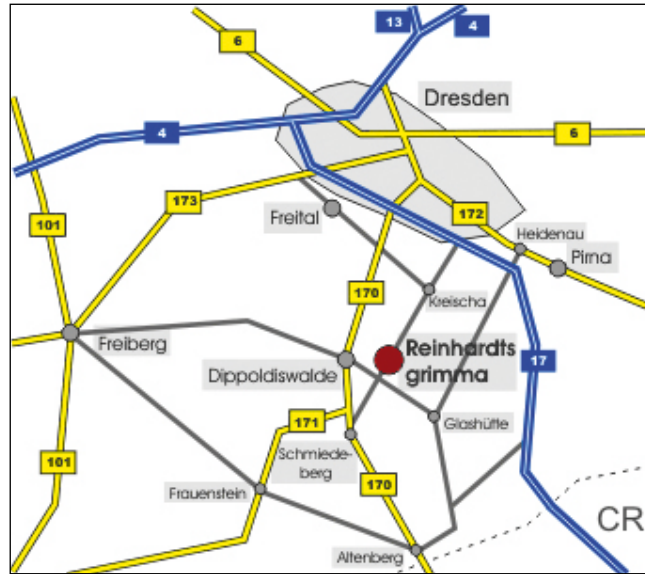 13
4
6
Dresden
4
6
173
172
101
Freital
Heidenau
Pirna
170
Kreischa
Freiberg
Reinhardts
grimma
17
Dippoldiswalde
171
Glashütte
Schmiede-
berg
101
170
Frauenstein
CR
Altenberg